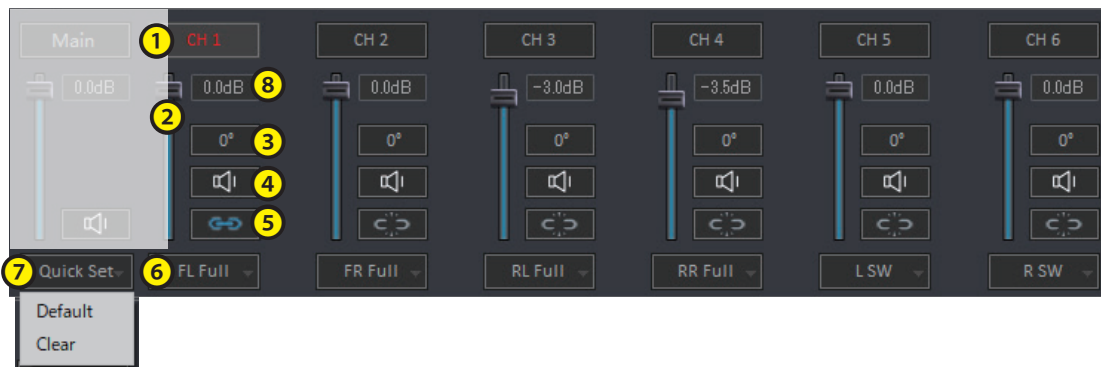 Main 1 CH 1 CH 2 CH 3 CH 4 CH 5 CH 6
0.0dB 0.0dB 8 0.0dB -3.0dB -3.5dB 0.0dB 0.0dB
2
0° 3 0° 0° 0° 0° 0°
4
5
7 Quick Set 6 FL Full FR Full RL Full RR Full L SW R SW
Default
Clear